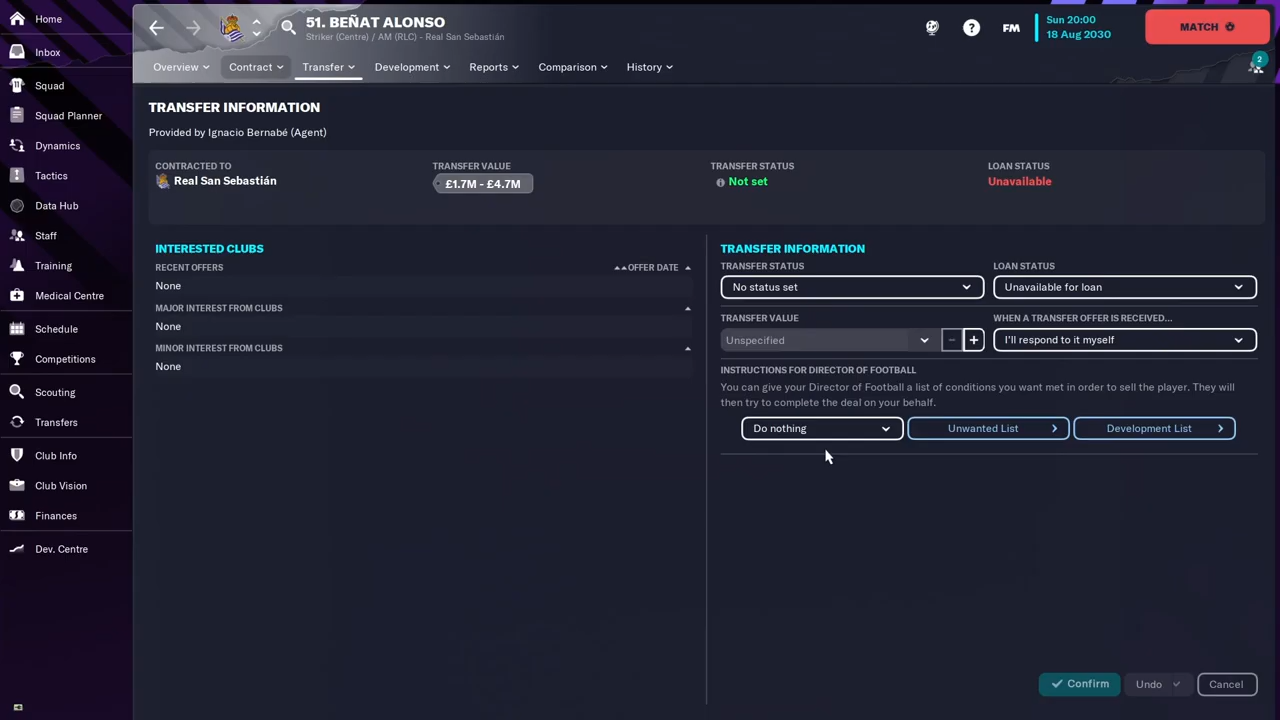 Home
Inbox
Squad
Squad Planner
Dynamics
Tactics
Data Hub
Staff
Training
Medical Centre
Schedule
Competitions
Scouting
Transfers
Club Info
Club Vision
Finances
Dev. Centre
51. BEÑAT ALONSO
Striker (Centre) / AM (RLC) - Real San Sebastián
FM
Sun 20:00
18 Aug 2030
MATCH
2
Overview
Contract
Transfer
Development
Reports
Comparison
History
TRANSFER INFORMATION
Provided by Ignacio Bernabé (Agent)
CONTRACTED TO
Real San Sebastián
TRANSFER VALUE
£1.7M - £4.7M
TRANSFER STATUS
Not set
LOAN STATUS
Unavailable
INTERESTED CLUBS
RECENT OFFERS
OFFER DATE
None
MAJOR INTEREST FROM CLUBS
None
MINOR INTEREST FROM CLUBS
None
TRANSFER INFORMATION
TRANSFER STATUS
No status set
LOAN STATUS
Unavailable for loan
TRANSFER VALUE
Unspecified
WHEN A TRANSFER OFFER IS RECEIVED...
I'll respond to it myself
INSTRUCTIONS FOR DIRECTOR OF FOOTBALL
You can give your Director of Football a list of conditions you want met in order to sell the player. They will
then try to complete the deal on your behalf.
Do nothing
Unwanted List
Development List
Confirm
Undo
Cancel